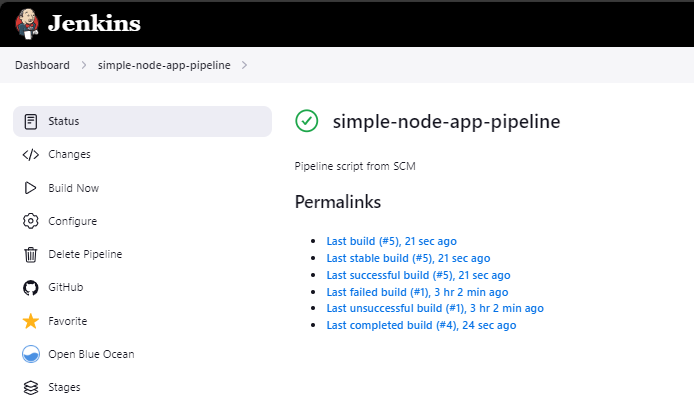 Jenkins
Dashboard
simple-node-app-pipeline
Status
Changes
Build Now
Configure
Delete Pipeline
GitHub
Favorite
Open Blue Ocean
Stages
simple-node-app-pipeline
Pipeline script from SCM
Permalinks
Last build (#5), 21 sec ago
Last stable build (#5), 21 sec ago
Last successful build (#5), 21 sec ago
Last failed build (#1), 3 hr 2 min ago
Last unsuccessful build (#1), 3 hr 2 min ago
Last completed build (#4), 24 sec ago